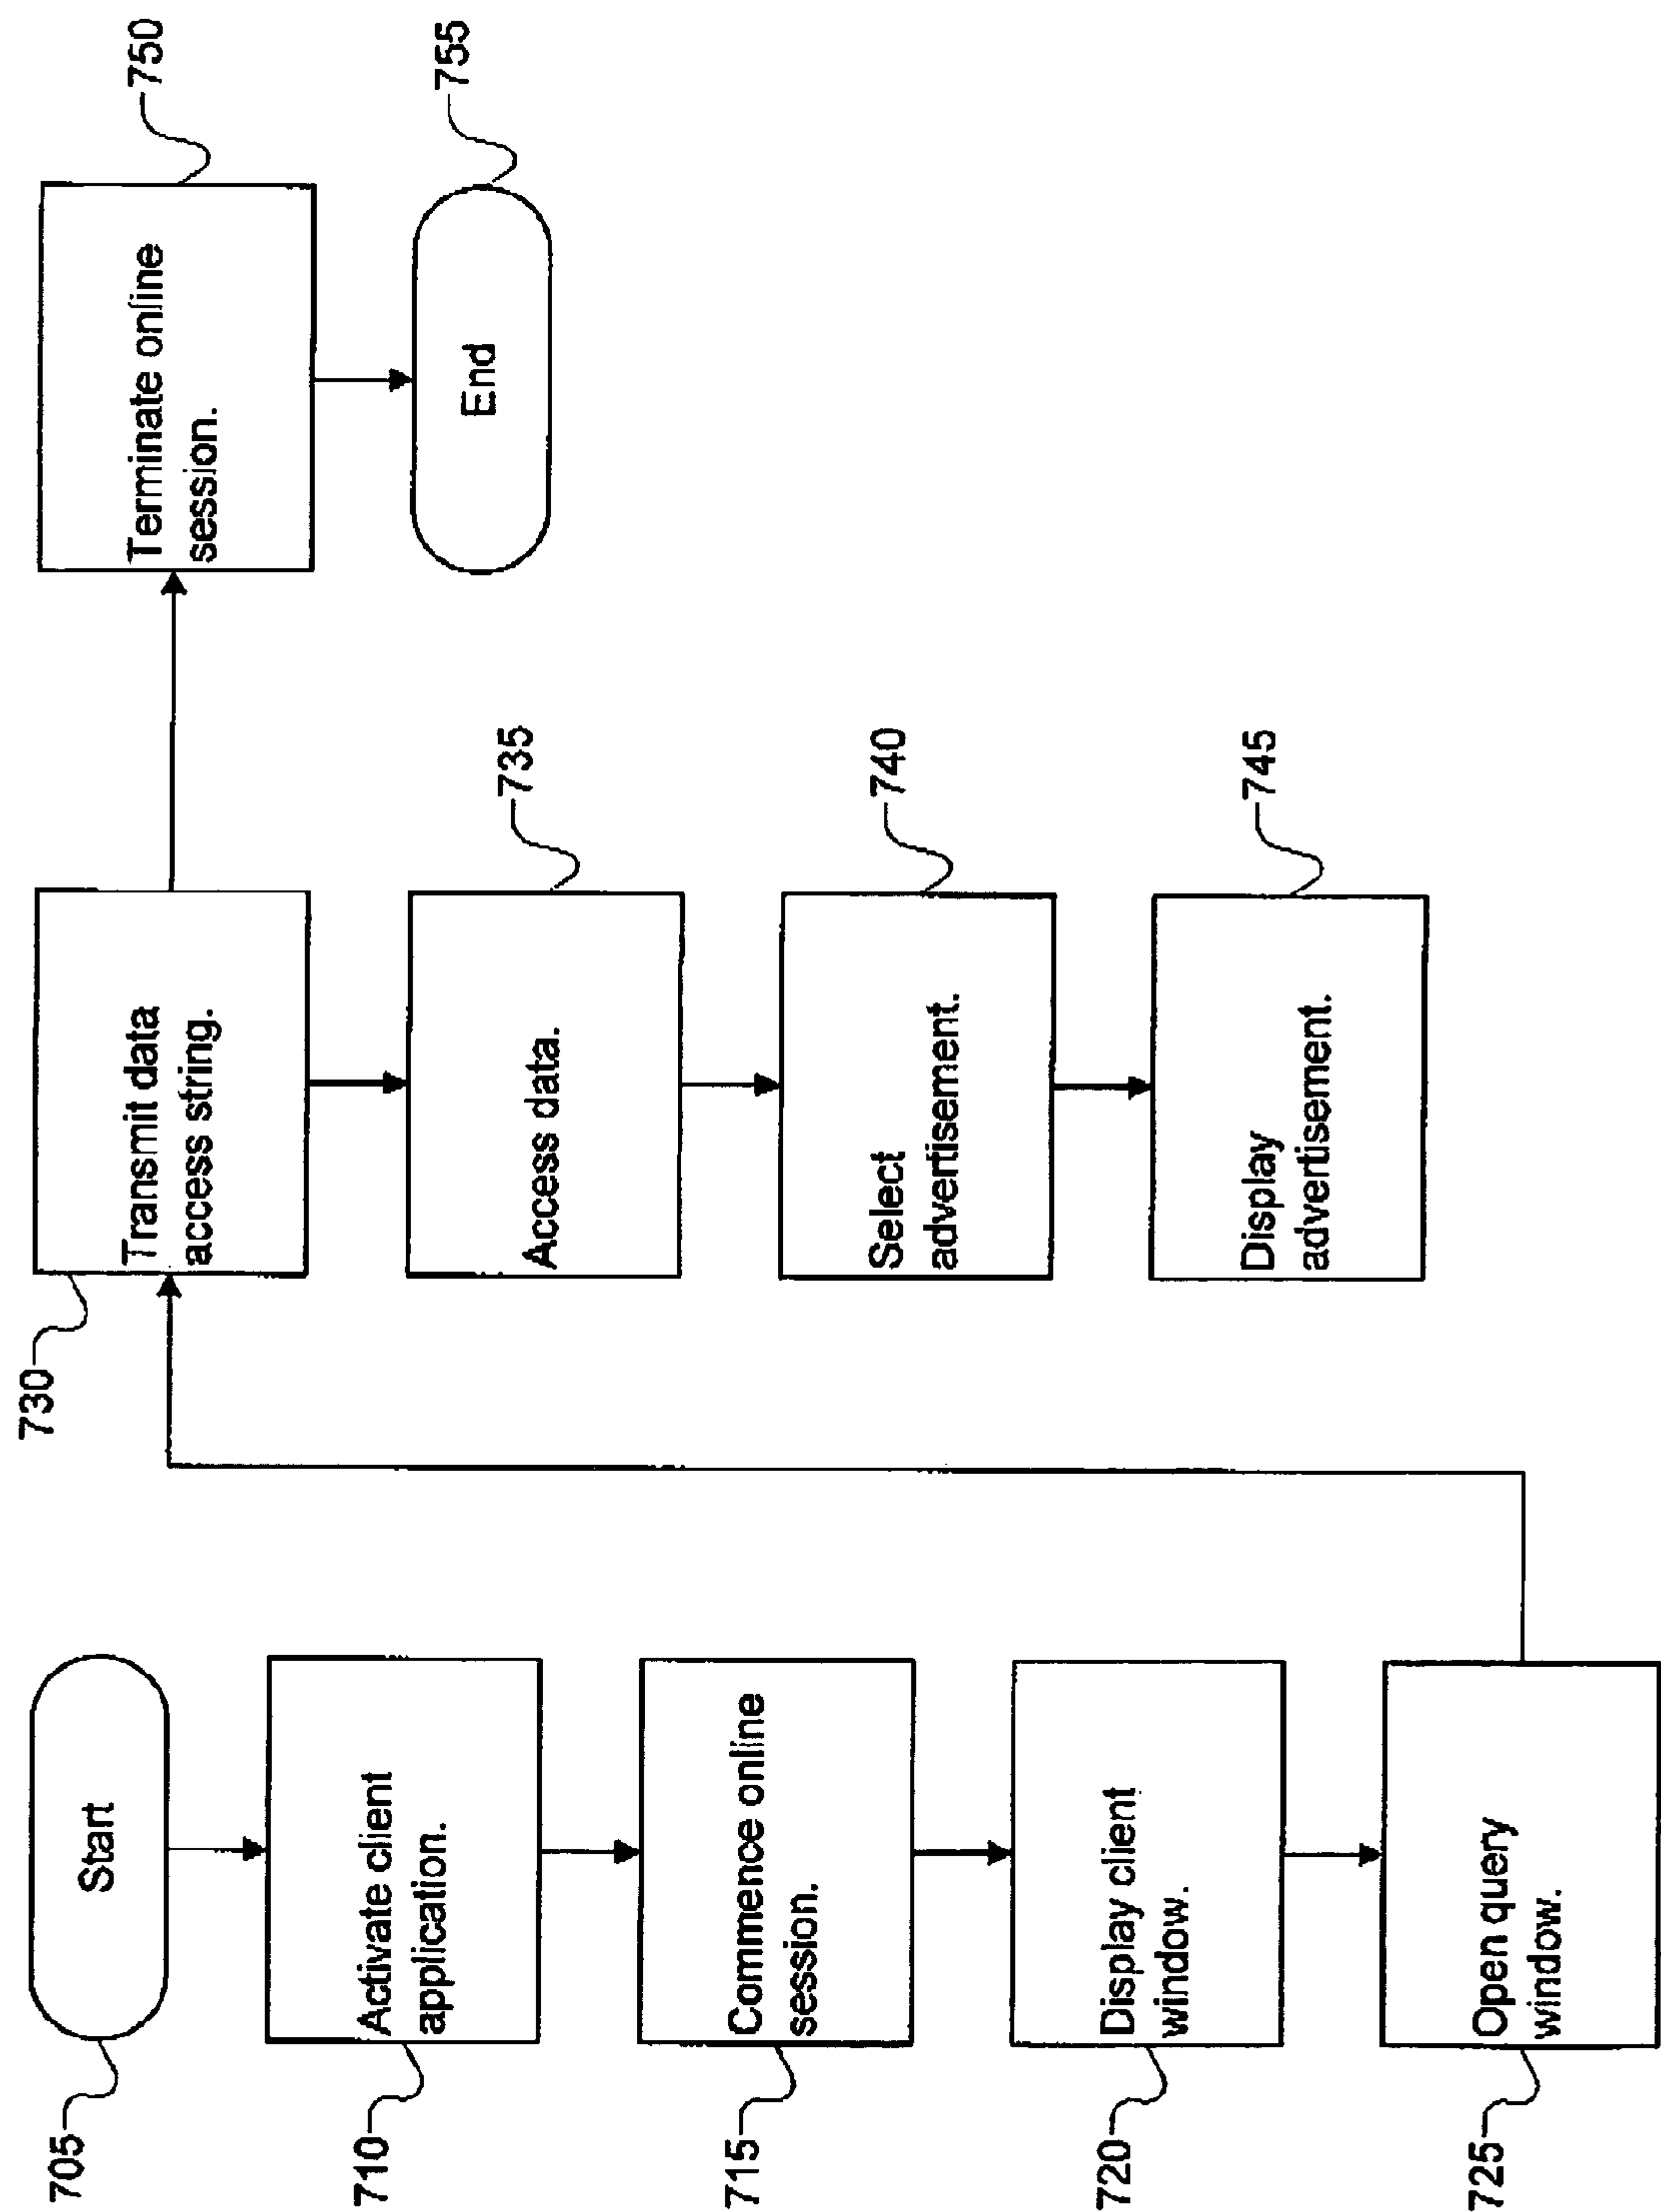 705
Start
710
Activate client
application.
715
Commence online
session.
720
Display client
window.
725
Open query
window.
730
Transmit data
access string.
735
Access data.
740
Select
advertisement.
745
Display
advertisement.
750
Terminate online
session.
755
End